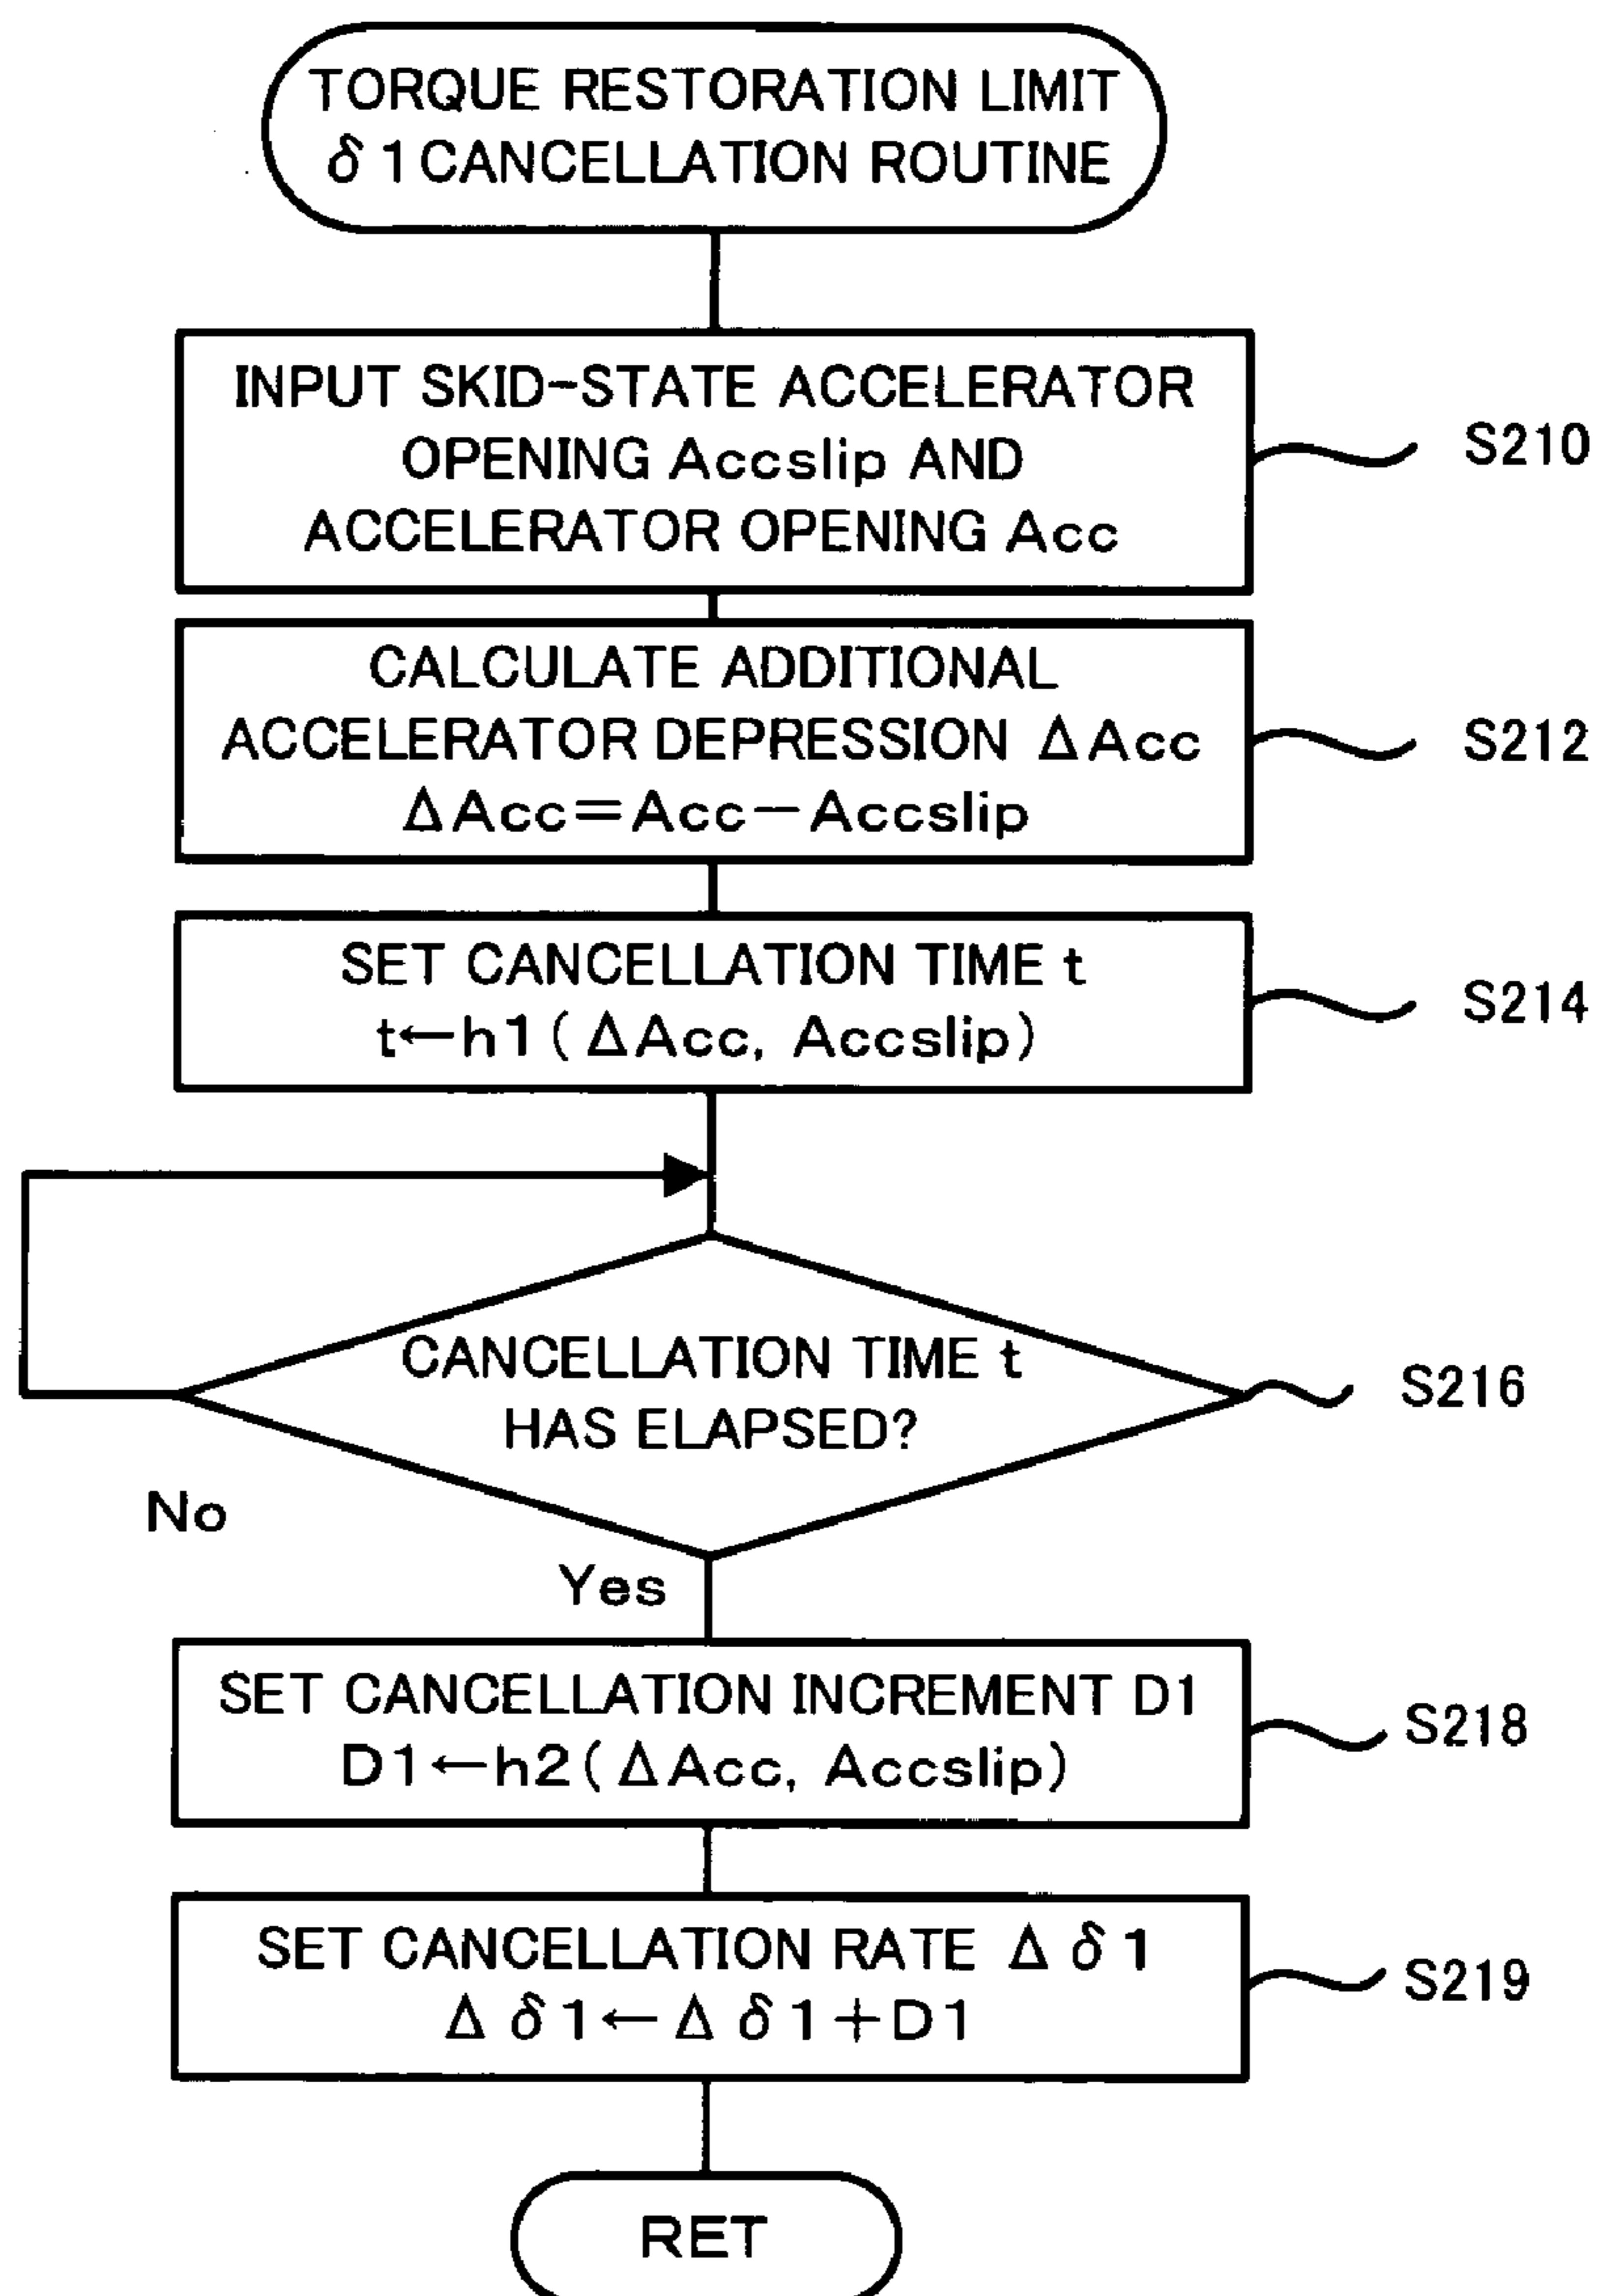 TORQUE RESTORATION LIMIT
δ1 CANCELLATION ROUTINE
INPUT SKID-STATE ACCELERATOR
OPENING Accslip AND
ACCELERATOR OPENING Acc
S210
CALCULATE ADDITIONAL
ACCELERATOR DEPRESSION ΔAcc
ΔAcc=Acc-Accslip
S212
SET CANCELLATION TIME t
t←h1(ΔAcc, Accslip)
S214
CANCELLATION TIME t
HAS ELAPSED?
S216
No
Yes
SET CANCELLATION INCREMENT D1
D1←h2(ΔAcc, Accslip)
S218
SET CANCELLATION RATE Δδ1
Δδ1←Δδ1+D1
S219
RET